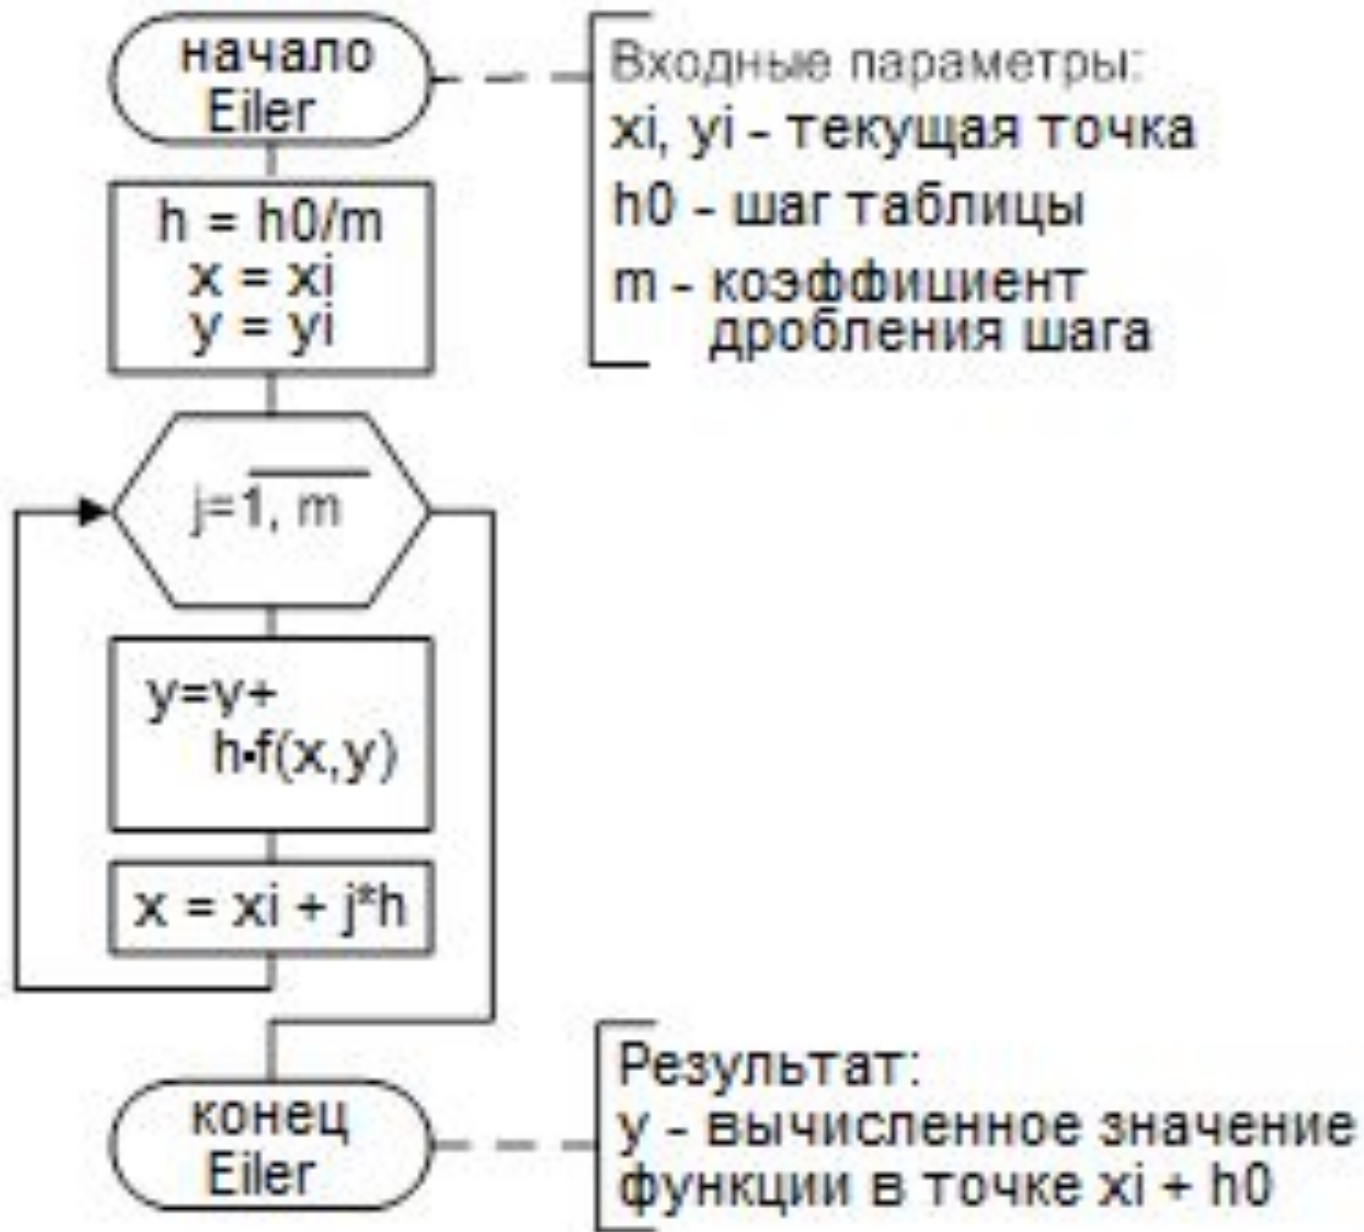 начало
Eiler
Входные параметры:
xi, yi - текущая точка
h0 - шаг таблицы
m - коэффициент
дробления шага
h = h0/m
x = xi
y = yi
j=1, m
y=y+
h·f(x,y)
x = xi + j*h
конец
Eiler
Результат:
y - вычисленное значение
функции в точке xi + h0